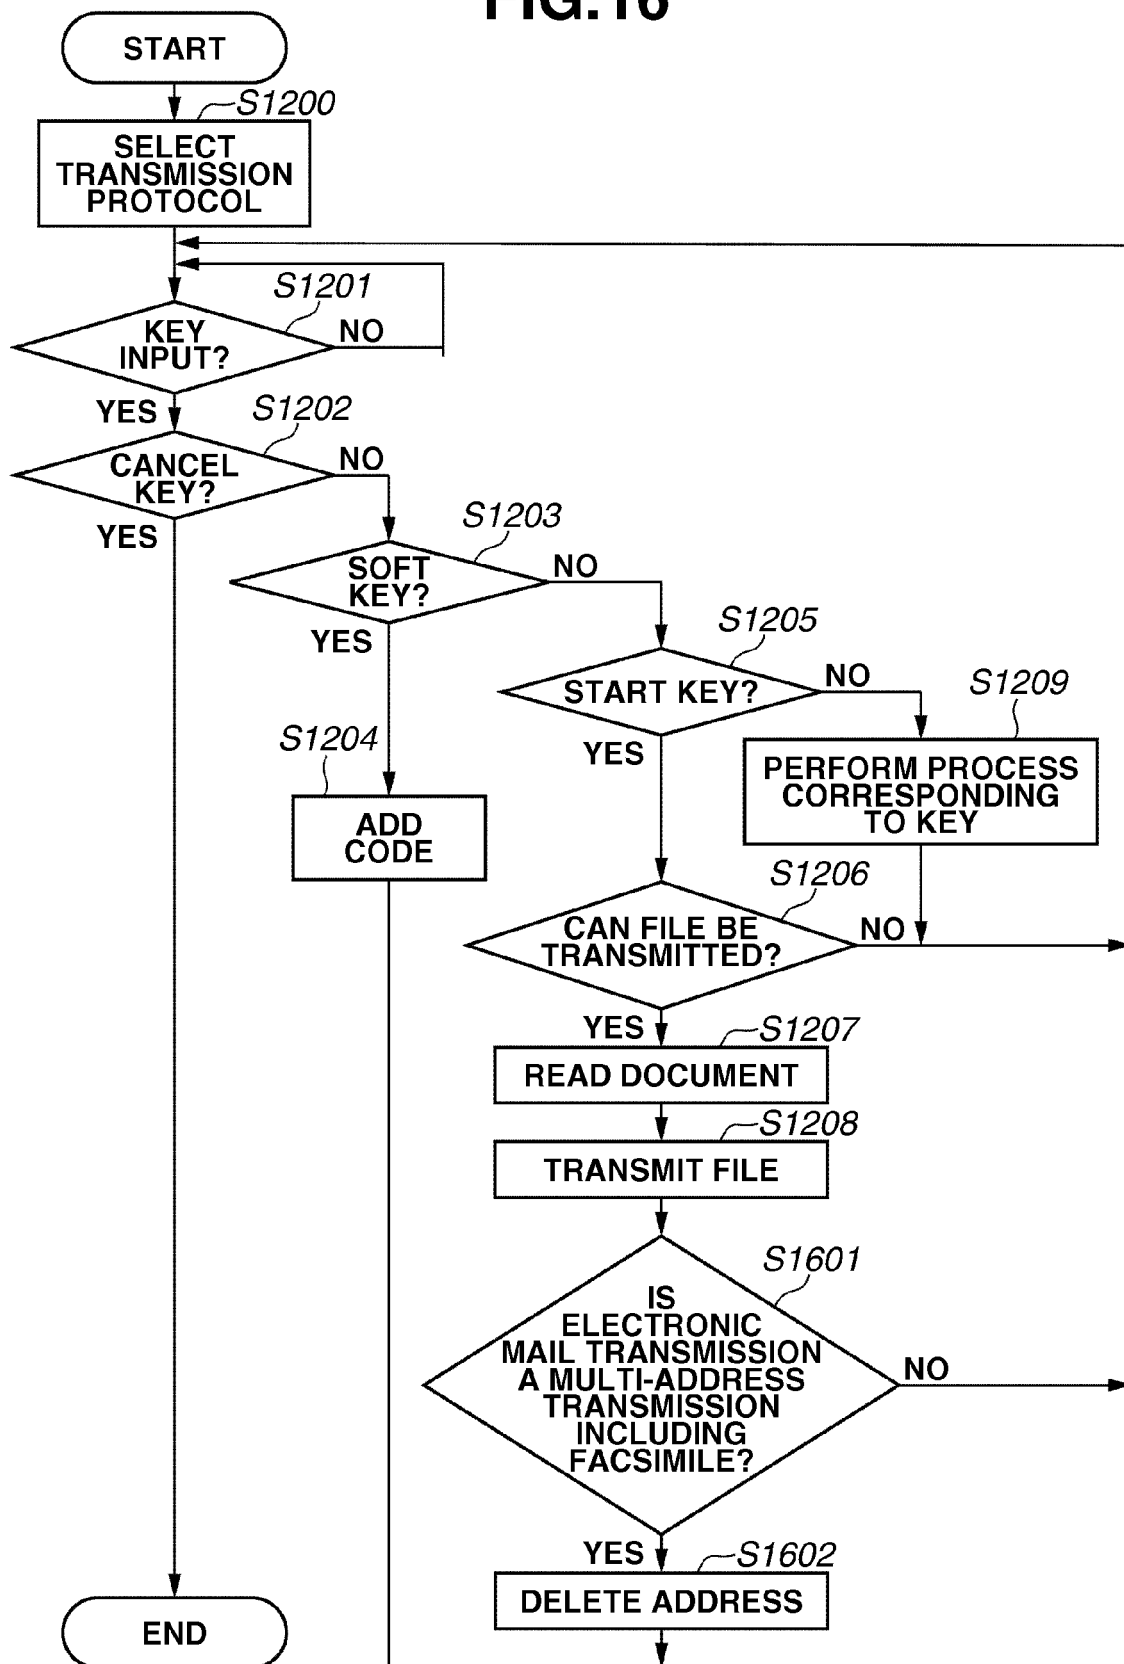 FIG.16
START
S1200
SELECT
TRANSMISSION
PROTOCOL
S1201
KEY
INPUT?
NO
YES
S1202
CANCEL
KEY?
NO
YES
S1203
SOFT
KEY?
NO
YES
S1205
START KEY?
NO
YES
S1209
PERFORM PROCESS
CORRESPONDING
TO KEY
S1204
ADD
CODE
S1206
CAN FILE BE
TRANSMITTED?
NO
YES
S1207
READ DOCUMENT
S1208
TRANSMIT FILE
S1601
IS
ELECTRONIC
MAIL TRANSMISSION
A MULTI-ADDRESS
TRANSMISSION
INCLUDING
FACSIMILE?
NO
YES
S1602
DELETE ADDRESS
END